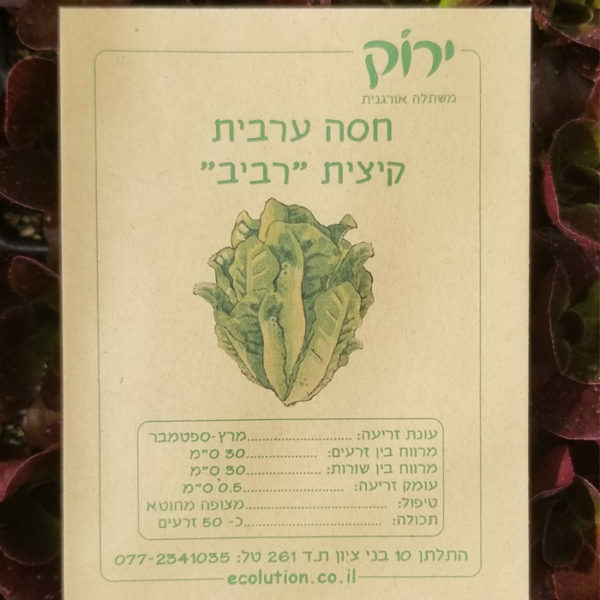 ירוק
משתלה אורגנית
חסה ערבית
קיצית "רביב"
עונת זריעה:..........................מרץ-ספטמבר
מרווח בין זרעים: ..................30 ס"מ
מרווח בין שורות:...................30 ס"מ
עומק זריעה: ..........................0.5 ס"מ
טיפול: ..................................מצופה מחוטא
תכולה: ..................................כ- 50 זרעים
התלתן 10 בני ציון ת.ד 261 טל: 077-2341035
ecolution.co.il